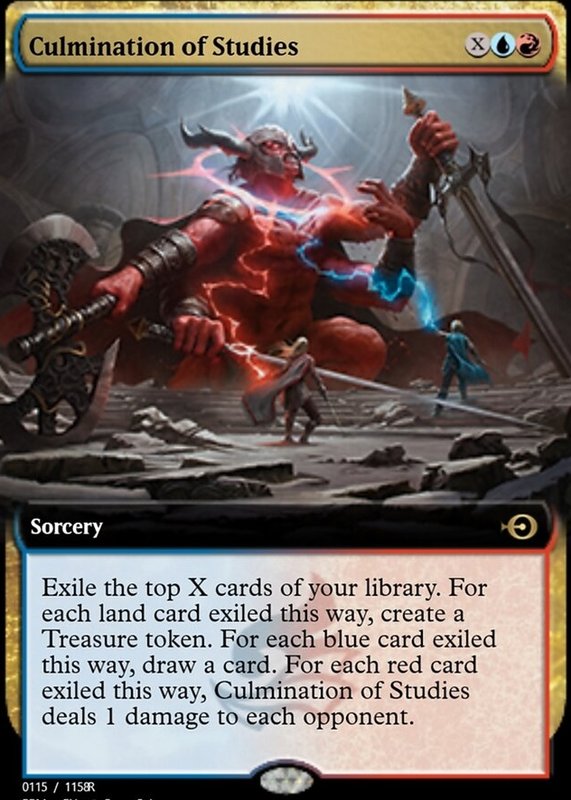 Culmination of Studies X
Sorcery
Exile the top X cards of your library. For
each land card exiled this way, create a
Treasure token. For each blue card exiled
this way, draw a card. For each red card
exiled this way, Culmination of Studies
deals 1 damage to each opponent.
0115 / 1158R